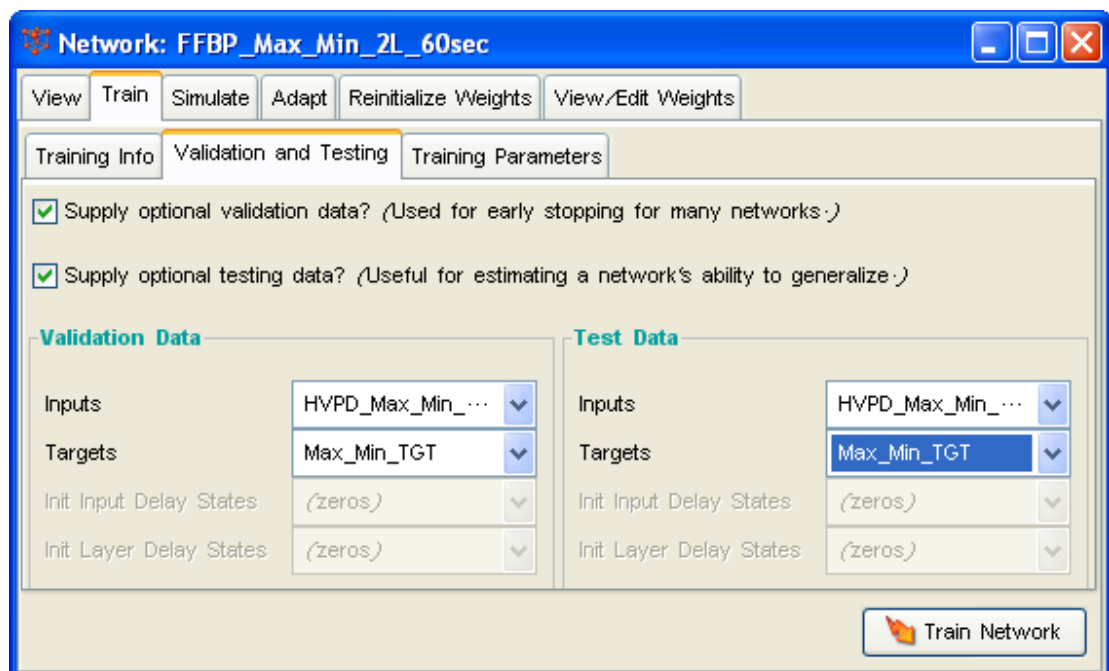 Network: FFBP_Max_Min_2L_60sec
View Train Simulate Adapt Reinitialize Weights View/Edit Weights
Training Info Validation and Testing Training Parameters
Supply optional validation data? (Used for early stopping for many networks.)
Supply optional testing data? (Useful for estimating a network's ability to generalize.)
Validation Data
Inputs HVPD_Max_Min_...
Targets Max_Min_TGT
Init Input Delay States (zeros)
Init Layer Delay States (zeros)
Test Data
Inputs HVPD_Max_Min_...
Targets Max_Min_TGT
Init Input Delay States (zeros)
Init Layer Delay States (zeros)
Train Network